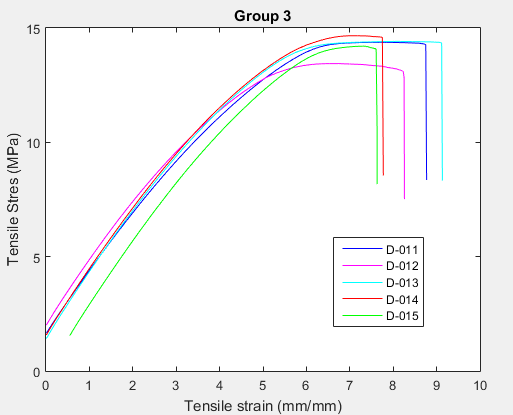 Group 3
15
10
5
0
Tensile Stres (MPa)
D-011
D-012
D-013
D-014
D-015
0 1 2 3 4 5 6 7 8 9 10
Tensile strain (mm/mm)